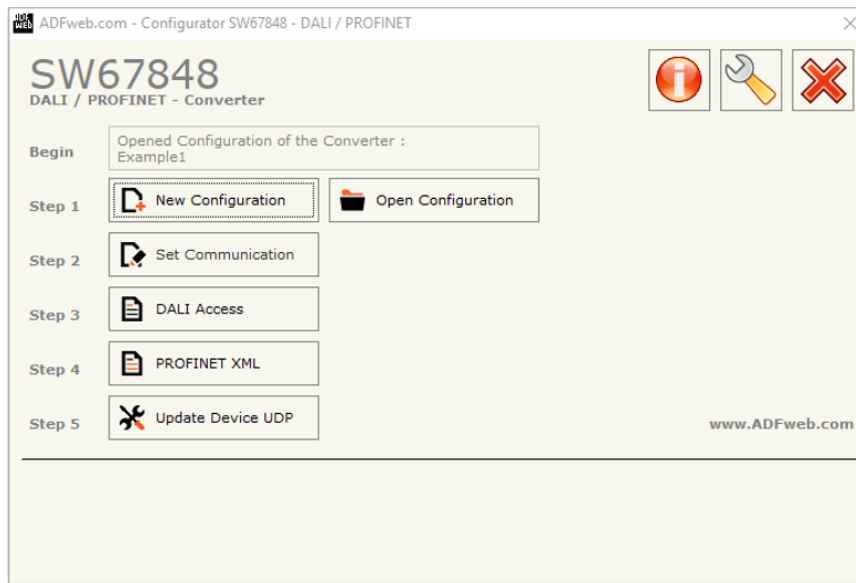 ADFweb.com - Configurator SW67848 - DALI / PROFINET
SW67848
DALI / PROFINET - Converter
Begin
Opened Configuration of the Converter :
Example1
Step 1
New Configuration
Open Configuration
Step 2
Set Communication
Step 3
DALI Access
Step 4
PROFINET XML
Step 5
Update Device UDP
www.ADFweb.com